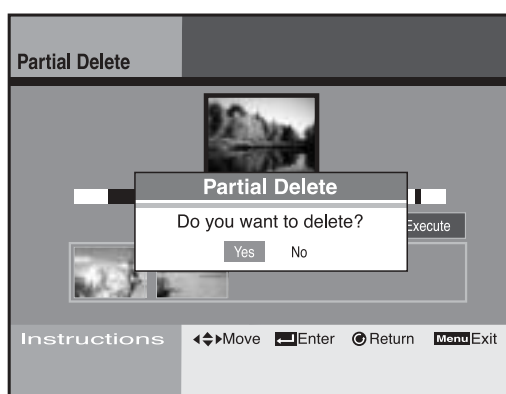 Partial Delete
Partial Delete
Do you want to delete?
Execute
Yes No
Instructions Move Enter Return Menu Exit